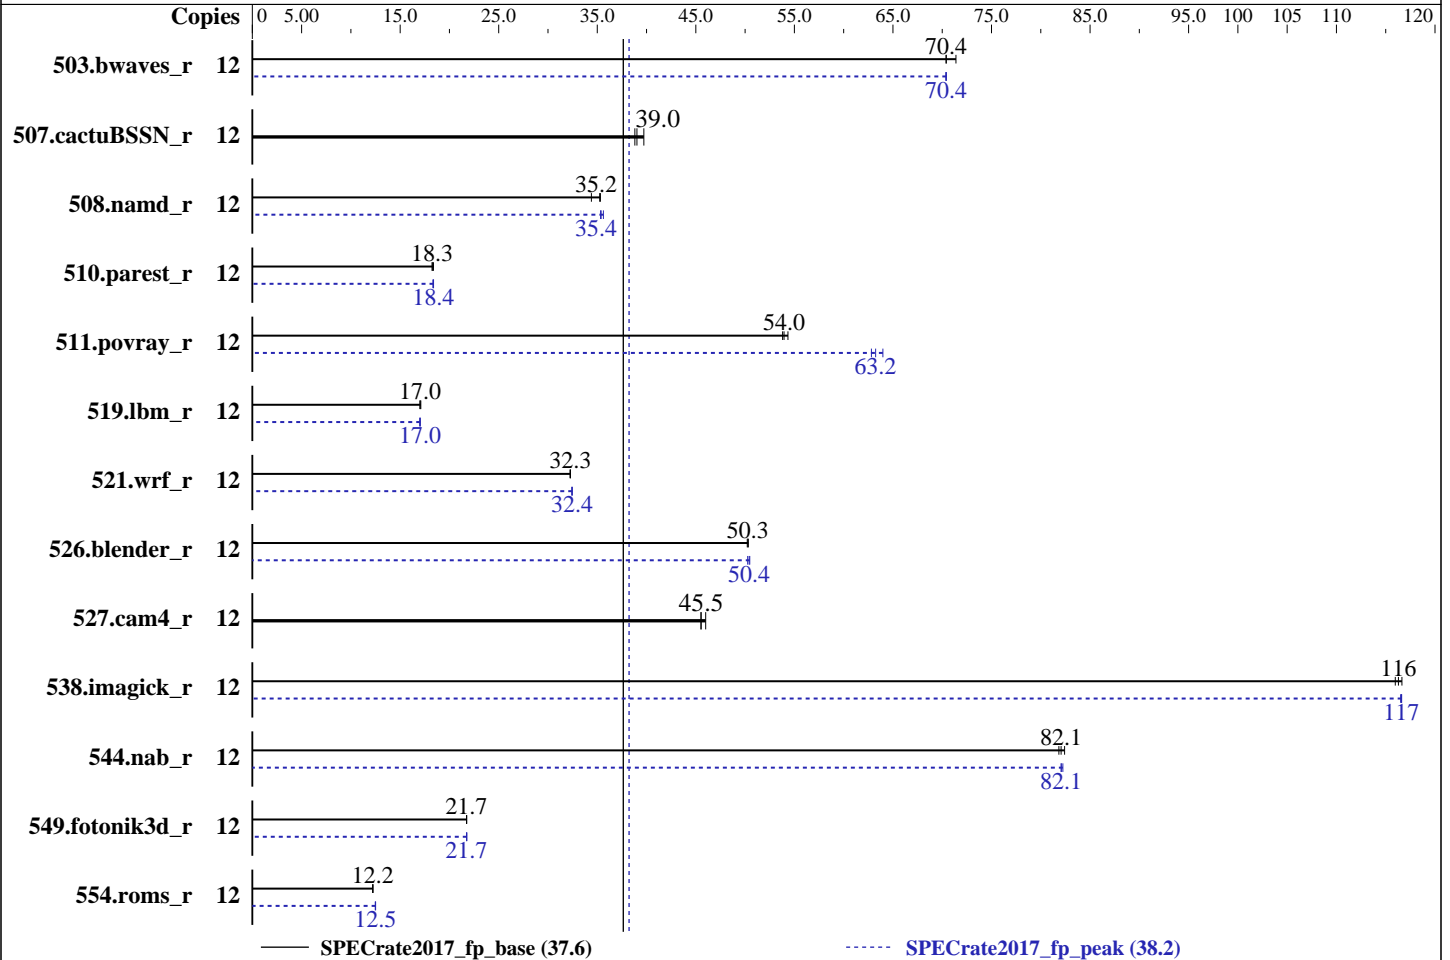 Copies 0 5.00 15.0 25.0 35.0 45.0 55.0 65.0 75.0 85.0 95.0 100 105 110 120
503.bwaves_r 12 70.4
70.4
507.cactuBSSN_r 12 39.0
508.namd_r 12 35.2
35.4
510.parest_r 12 18.3
18.4
511.povray_r 12 54.0
63.2
519.lbm_r 12 17.0
17.0
521.wrf_r 12 32.3
32.4
526.blender_r 12 50.3
50.4
527.cam4_r 12 45.5
538.imagick_r 12 116
117
544.nab_r 12 82.1
82.1
549.fotonik3d_r 12 21.7
21.7
554.roms_r 12 12.2
12.5
SPECrate2017_fp_base (37.6) SPECrate2017_fp_peak (38.2)